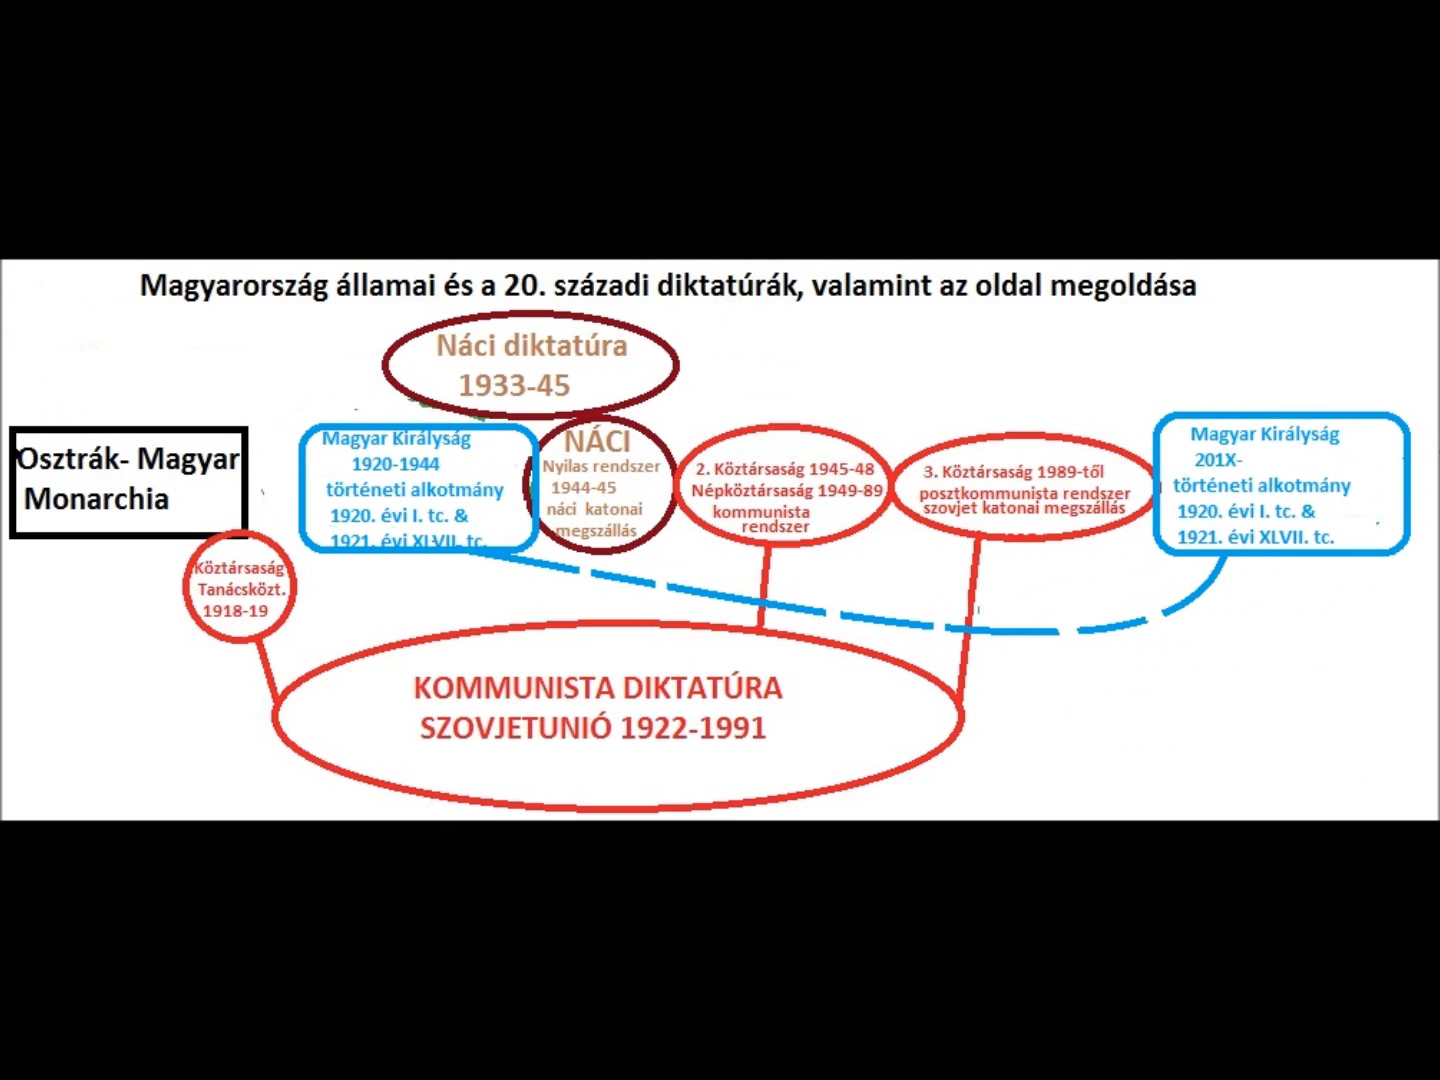 Magyarország államai és a 20. századi diktatúrák, valamint az oldal megoldása
Náci diktatúra
1933-45
Osztrák- Magyar
Monarchia
Köztársaság
Tanácsközt.
1918-19
Magyar Királyság
1920-1944
történeti alkotmány
1920. évi I. tc. &
1921. évi XLVII. tc.
NÁCI
Nyilas rendszer
1944-45
náci katonai
megszállás
2. Köztársaság 1945-48
Népköztársaság 1949-89
kommunista
rendszer
3. Köztársaság 1989-től
posztkommunista rendszer
szovjet katonai megszállás
Magyar Királyság
201X-
történeti alkotmány
1920. évi I. tc. &
1921. évi XLVII. tc.
KOMMUNISTA DIKTATÚRA
SZOVJETUNIÓ 1922-1991